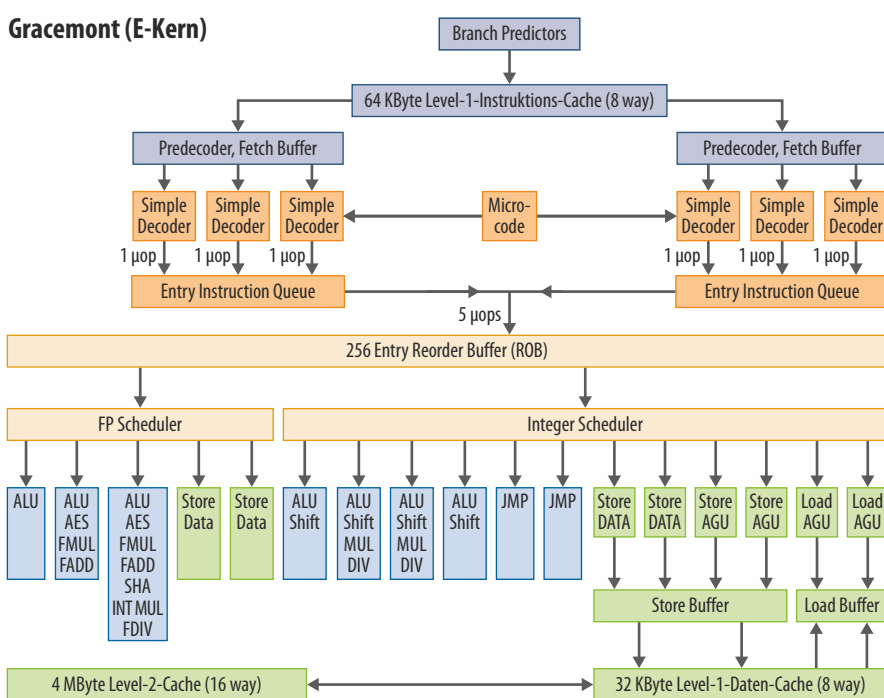 Gracemont (E-Kern)
Branch Predictors
64 KByte Level-1-Instruktions-Cache (8 way)
Predecoder, Fetch Buffer
Predecoder, Fetch Buffer
Simple
Decoder
Simple
Decoder
Simple
Decoder
Micro-
code
Simple
Decoder
Simple
Decoder
Simple
Decoder
1 µop
1 µop
1 µop
1 µop
1 µop
1 µop
Entry Instruction Queue
Entry Instruction Queue
5 µops
256 Entry Reorder Buffer (ROB)
FP Scheduler
Integer Scheduler
ALU
ALU
AES
FMUL
FADD
ALU
AES
FMUL
FADD
SHA
INT MUL
FDIV
Store
Data
Store
Data
ALU
Shift
ALU
Shift
MUL
DIV
ALU
Shift
MUL
DIV
ALU
Shift
JMP
JMP
Store
DATA
Store
DATA
Store
AGU
Store
AGU
Load
AGU
Load
AGU
Store Buffer
Load Buffer
4 MByte Level-2-Cache (16 way)
32 KByte Level-1-Daten-Cache (8 way)